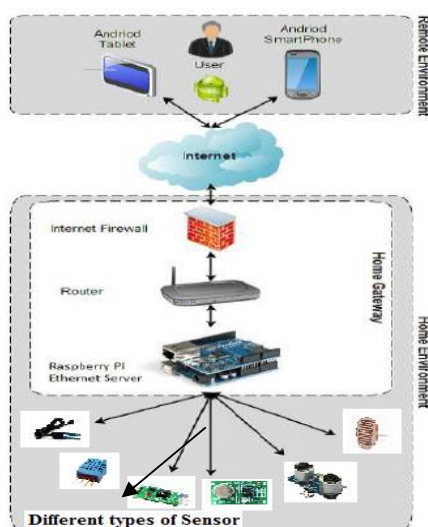 Andriod
Tablet
User
Andriod
SmartPhone
Remote Environment
Internet
Internet Firewall
Router
Raspberry PI
Ethernet Server
Home Gateway
Home Environment
Different types of Sensor